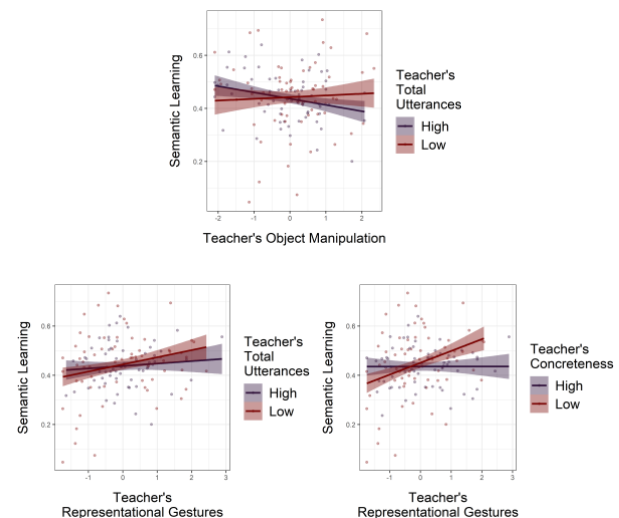 Semantic Learning
0.6
0.4
0.2
-2 -1 0 1 2
Teacher's Object Manipulation
Teacher's
Total
Utterances
High
Low
Semantic Learning
0.6
0.4
0.2
-1 0 1 2 3
Teacher's
Representational Gestures
Teacher's
Total
Utterances
High
Low
Semantic Learning
0.6
0.4
0.2
-1 0 1 2 3
Teacher's
Representational Gestures
Teacher's
Concreteness
High
Low